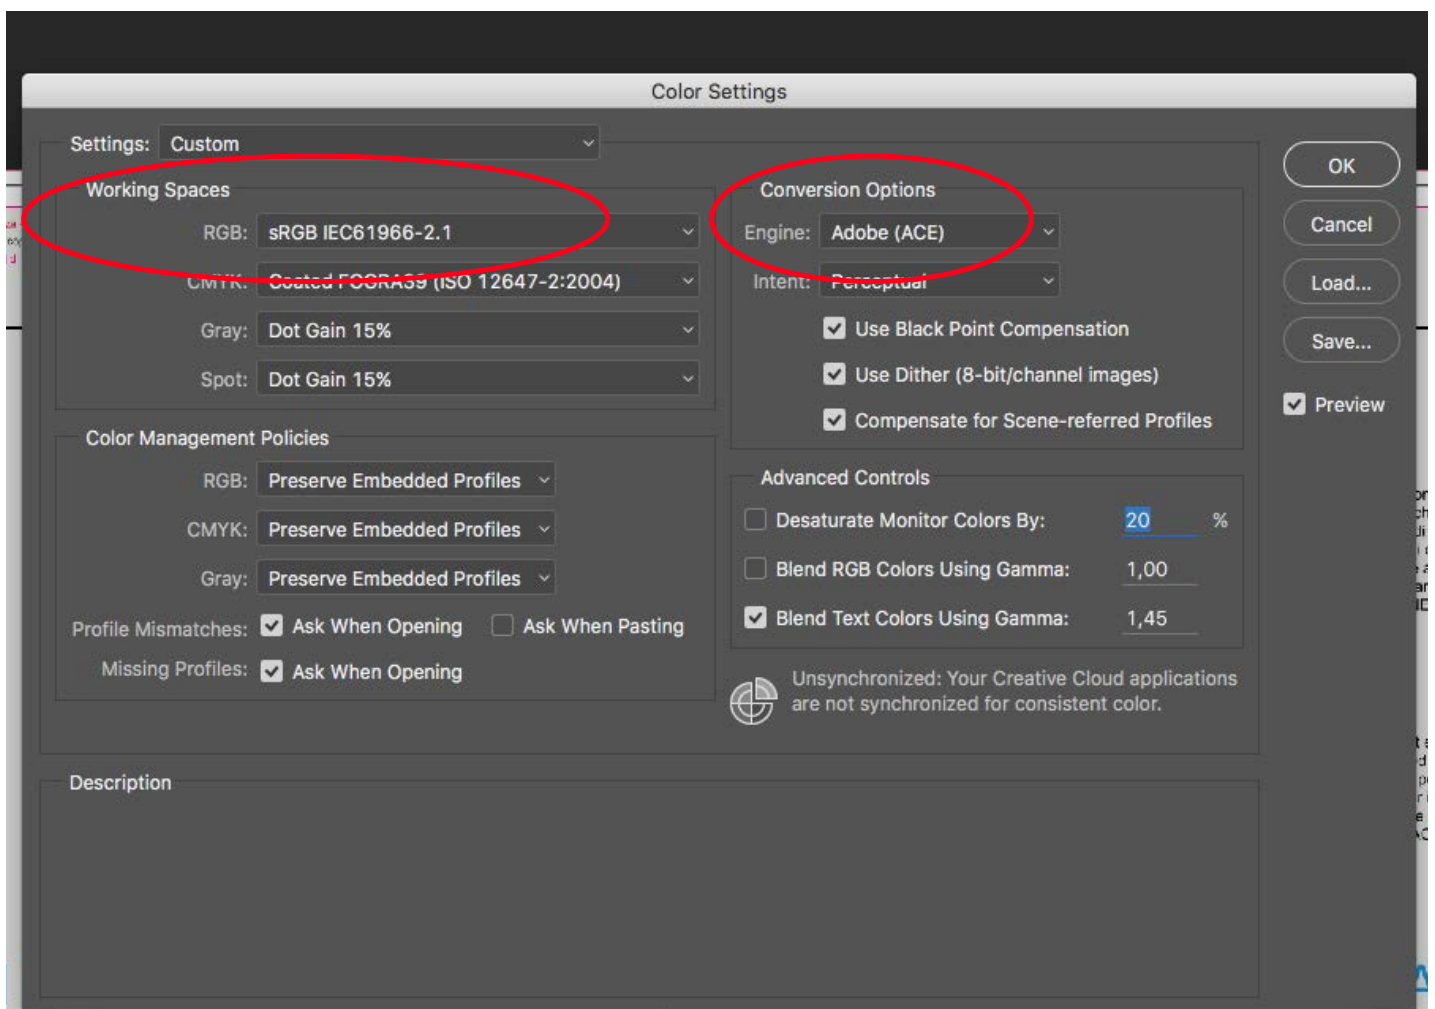 Color Settings
Settings: Custom
Working Spaces
RGB: sRGB IEC61966-2.1
CMYK: Coated FOGRA39 (ISO 12647-2:2004)
Gray: Dot Gain 15%
Spot: Dot Gain 15%
Color Management Policies
RGB: Preserve Embedded Profiles
CMYK: Preserve Embedded Profiles
Gray: Preserve Embedded Profiles
Profile Mismatches: Ask When Opening Ask When Pasting
Missing Profiles: Ask When Opening
Conversion Options
Engine: Adobe (ACE)
Intent: Perceptual
Use Black Point Compensation
Use Dither (8-bit/channel images)
Compensate for Scene-referred Profiles
Advanced Controls
Desaturate Monitor Colors By: 20 %
Blend RGB Colors Using Gamma: 1,00
Blend Text Colors Using Gamma: 1,45
Unsynchronized: Your Creative Cloud applications
are not synchronized for consistent color.
OK
Cancel
Load...
Save...
Preview
Description